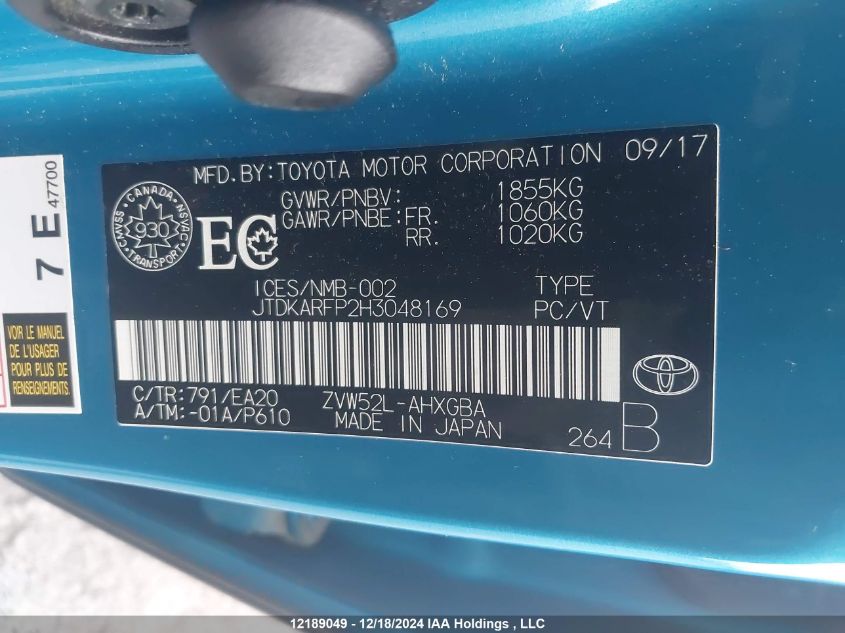 MFD.BY:TOYOTA MOTOR CORPORATION 09/17
GVWR/PNBV: 1855KG
GAWR/PNBE:FR. 1060KG
RR. 1020KG
CANADA
CMVSS 930 NSVAC
TRANSPORT
EC
ICES/NMB-002 TYPE
JTDKARFP2H3048169 PC/VT
C/TR:791/EA20 ZVW52L-AHXGBA
A/TM:-01A/P610 MADE IN JAPAN
264 B
7 E 47700
VOIR LE MANUEL
DE L'USAGER
POUR PLUS DE
RENSEIGNEMENTS.
12189049 - 12/18/2024 IAA Holdings , LLC